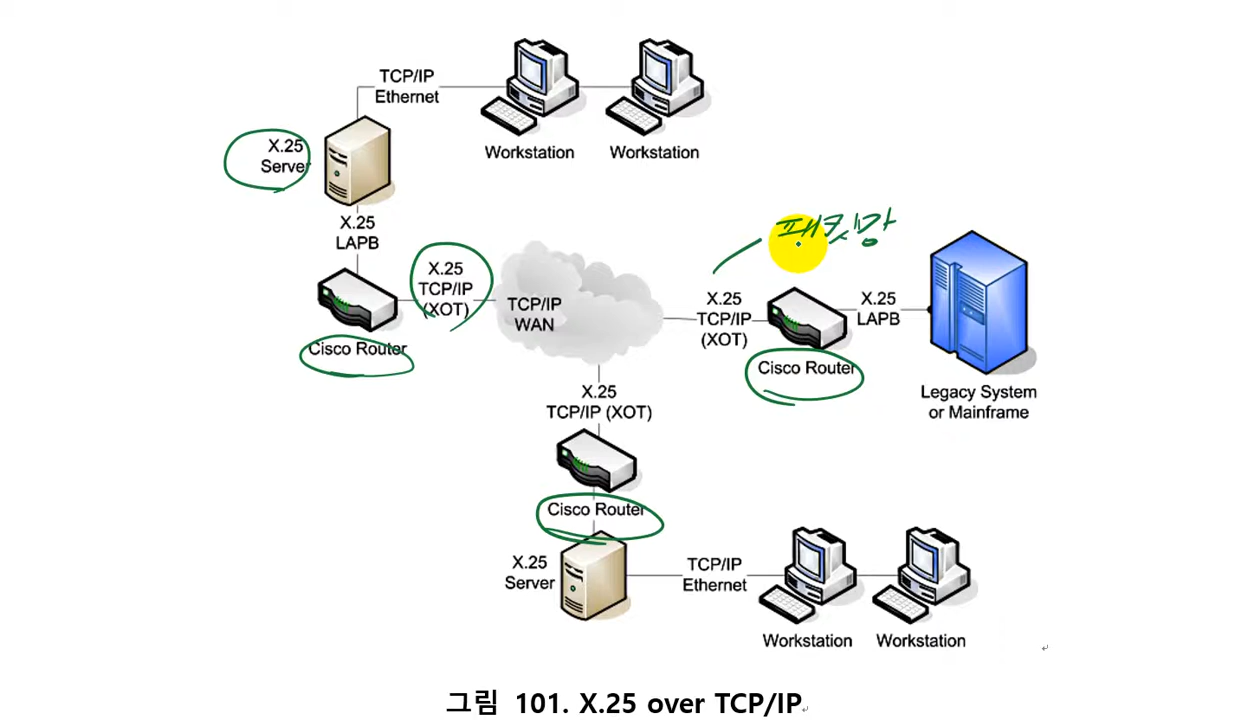 TCP/IP
Ethernet
Workstation
Workstation
X.25
Server
X.25
LAPB
X.25
TCP/IP
(XOT)
Cisco Router
TCP/IP
WAN
패킷망
X.25
TCP/IP
(XOT)
X.25
LAPB
Cisco Router
Legacy System
or Mainframe
X.25
TCP/IP (XOT)
Cisco Router
X.25
Server
TCP/IP
Ethernet
Workstation
Workstation
그림 101. X.25 over TCP/IP